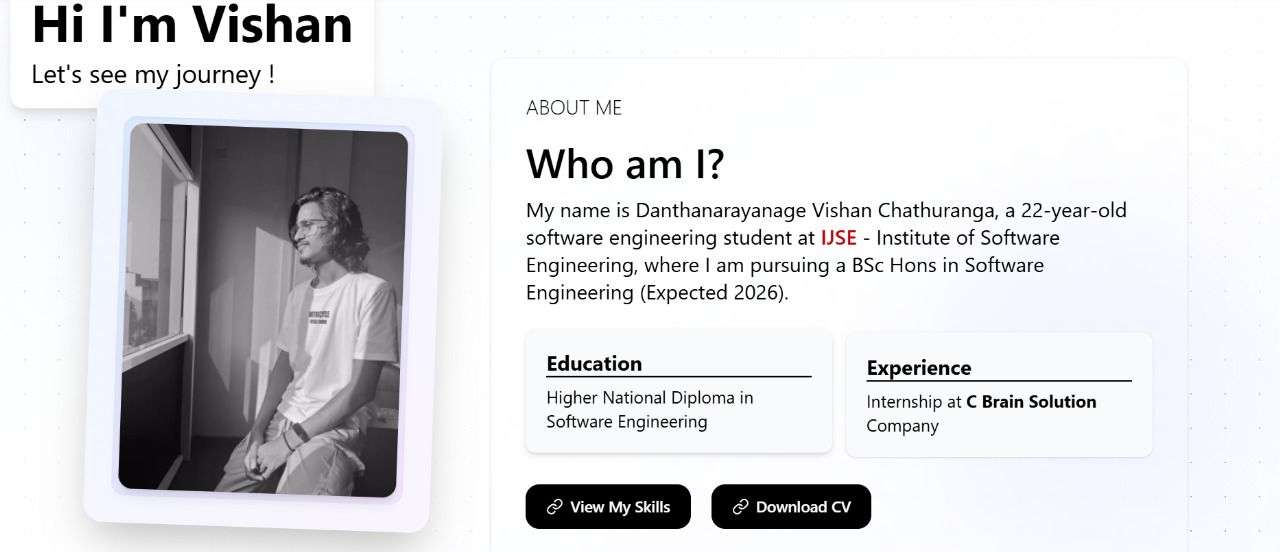 Hi I'm Vishan
Let's see my journey !
ABOUT ME
Who am I?
My name is Danthanarayanage Vishan Chathuranga, a 22-year-old
software engineering student at IJSE - Institute of Software
Engineering, where I am pursuing a BSc Hons in Software
Engineering (Expected 2026).
Education
Higher National Diploma in
Software Engineering
Experience
Internship at C Brain Solution
Company
View My Skills
Download CV